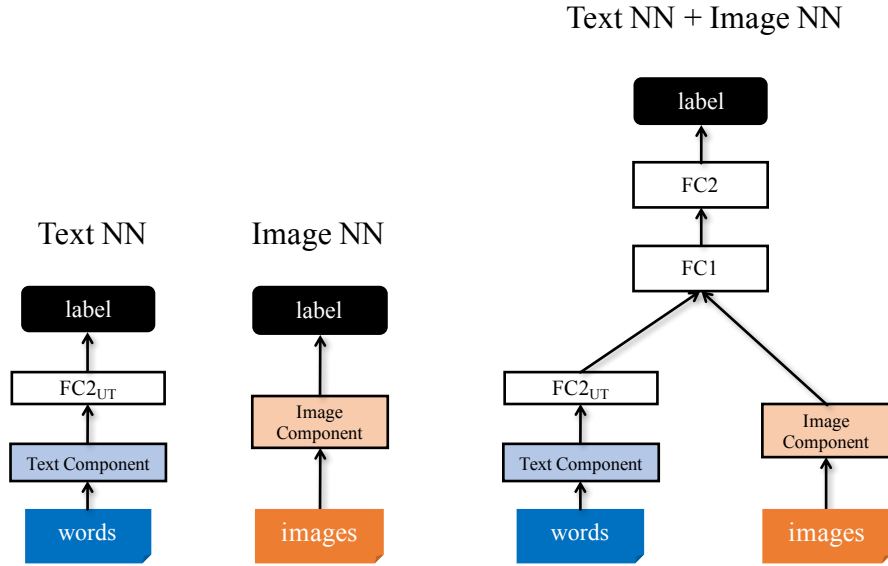 Text NN + Image NN
label
FC2
FC1
Text NN
Image NN
label
label
FC2UT
Image
Component
Text Component
words
images
FC2UT
Text Component
words
Image
Component
images